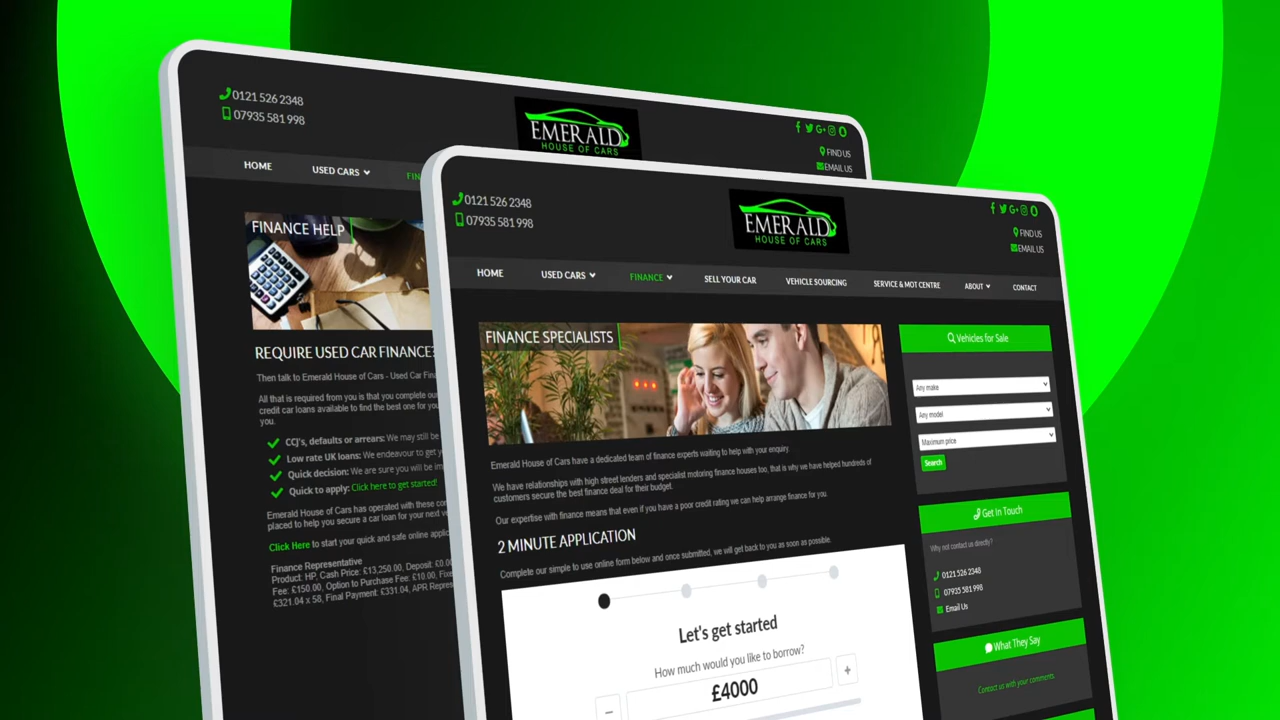 0121 526 2348
07935 581 998
EMERALD
HOUSE OF CARS
FIND US
EMAIL US
HOME
USED CARS
FINANCE HELP
REQUIRE USED CAR FINANCE?
Then talk to Emerald House of Cars - Used Car
All that is required from you is that you complete
credit car loans available to find the best one for
you.
CCJ's, defaults or arrears: We may still be
Low rate UK loans: We endeavour to get
Quick decision: We are sure you will be
Quick to apply: Click here to get started!
Emerald House of Cars has operated with these
placed to help you secure a car loan for your next
Click Here to start your quick and safe online
Finance Representative
Product: HP, Cash Price: £13,250.00, Deposit:
Fee: £150.00, Option to Purchase Fee: £10.00,
£321.04 x 58, Final Payment: £331.04, APR
0121 526 2348
07935 581 998
EMERALD
HOUSE OF CARS
FIND US
EMAIL US
HOME
USED CARS
FINANCE
SELL YOUR CAR
VEHICLE SOURCING
SERVICE & MOT CENTRE
ABOUT
CONTACT
FINANCE SPECIALISTS
Emerald House of Cars have a dedicated team of finance experts waiting to help with your enquiry.
We have relationships with high street lenders and specialist motoring finance houses too, that is why we have helped hundreds of
customers secure the best finance deal for their budget.
Our expertise with finance means that even if you have a poor credit rating we can help arrange finance for you
2 MINUTE APPLICATION
Complete our simple to use online form below and once submitted, we will get back to you as soon as possible.
Let's get started
How much would you like to borrow?
£4000
Vehicles for Sale
Any make
Any model
Maximum price
Search
Get In Touch
Why not contact us directly?
0121 526 2348
07935 581 998
Email Us
What They Say
Contact us with your comments